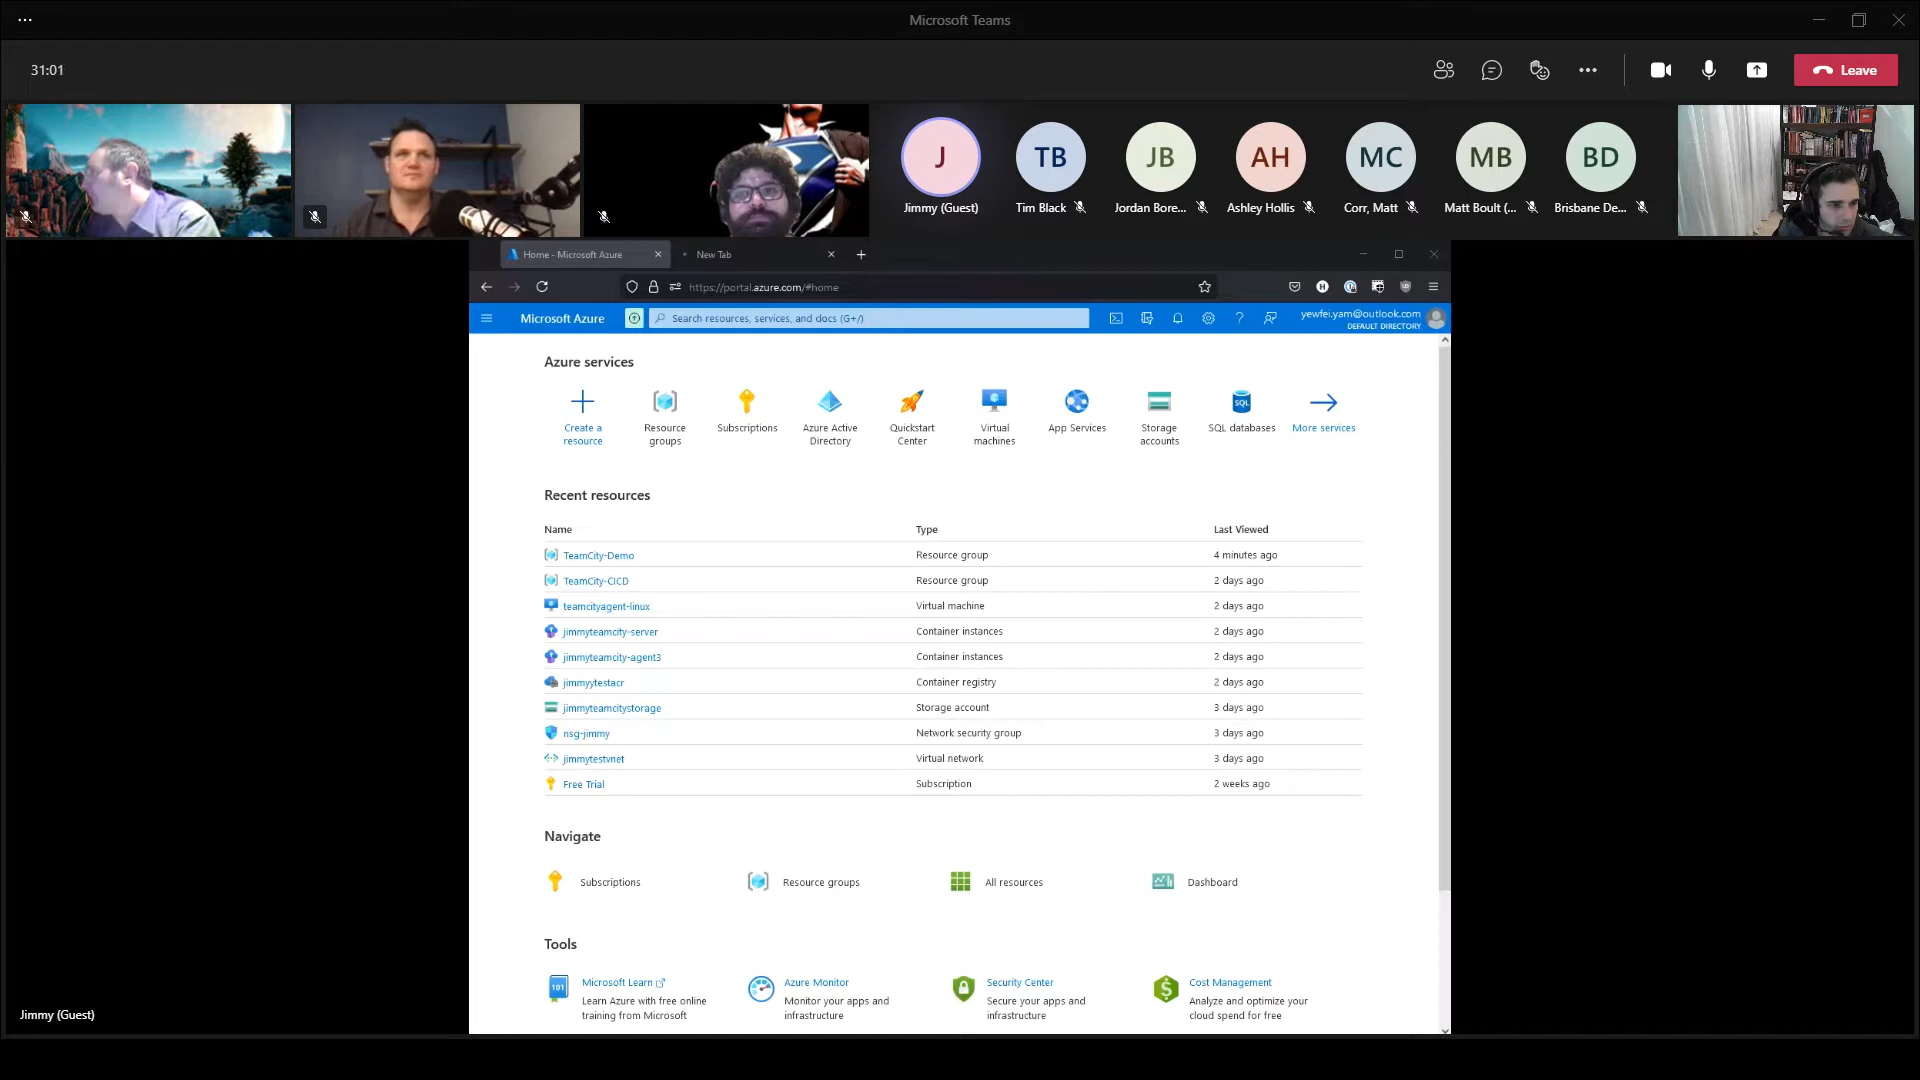 Microsoft Teams
31:01
Leave
J
TB
JB
AH
MC
MB
BD
Jimmy (Guest)
Tim Black
Jordan Bore...
Ashley Hollis
Corr, Matt
Matt Boult (...
Brisbane De...
Home - Microsoft Azure
New Tab
https://portal.azure.com/#home
Microsoft Azure
Search resources, services, and docs (G+/)
yewfei.yam@outlook.com
DEFAULT DIRECTORY
Azure services
Create a resource
Resource groups
Subscriptions
Azure Active Directory
Quickstart Center
Virtual machines
App Services
Storage accounts
SQL
SQL databases
More services
Recent resources
Name Type Last Viewed
TeamCity-Demo Resource group 4 minutes ago
TeamCity-CICD Resource group 2 days ago
teamcityagent-linux Virtual machine 2 days ago
jimmyteamcity-server Container instances 2 days ago
jimmyteamcity-agent3 Container instances 2 days ago
jimmyytestacr Container registry 2 days ago
jimmyteamcitystorage Storage account 3 days ago
nsg-jimmy Network security group 3 days ago
jimmytestvnet Virtual network 3 days ago
Free Trial Subscription 2 weeks ago
Navigate
Subscriptions
Resource groups
All resources
Dashboard
Tools
101
Microsoft Learn
Learn Azure with free online
training from Microsoft
Azure Monitor
Monitor your apps and
infrastructure
Security Center
Secure your apps and
infrastructure
Cost Management
Analyze and optimize your
cloud spend for free
Jimmy (Guest)